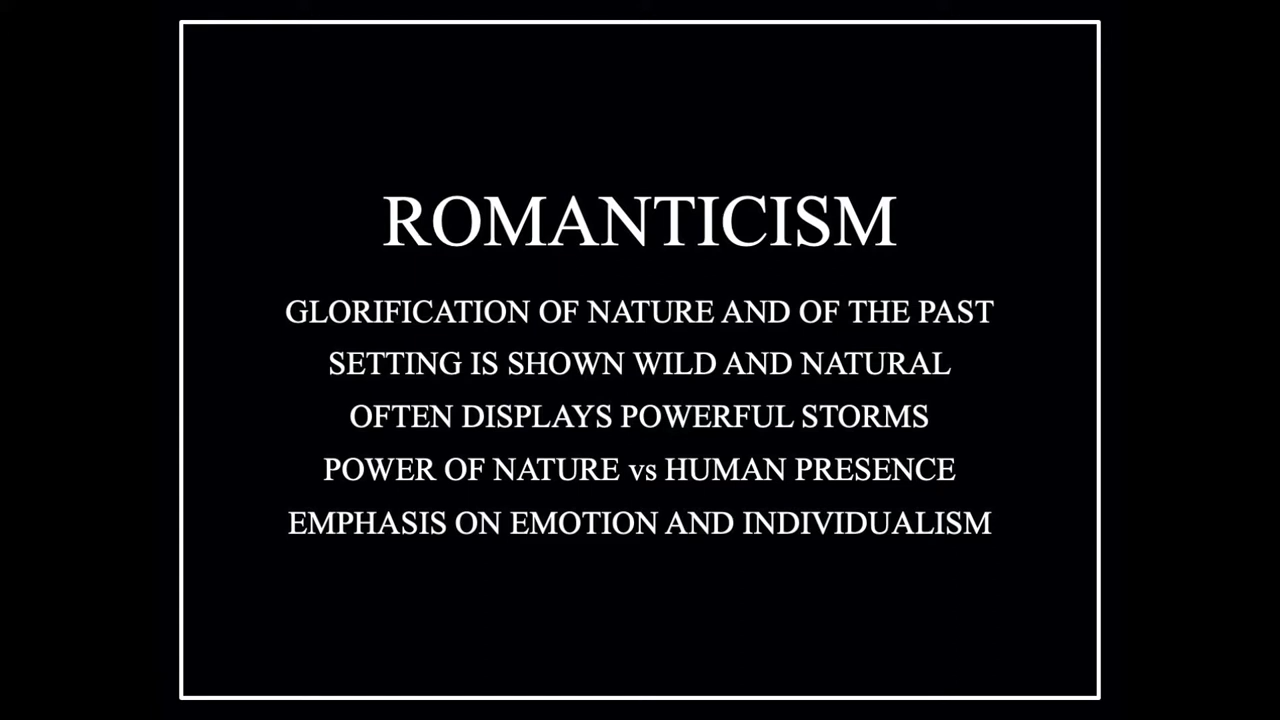 ROMANTICISM
GLORIFICATION OF NATURE AND OF THE PAST
SETTING IS SHOWN WILD AND NATURAL
OFTEN DISPLAYS POWERFUL STORMS
POWER OF NATURE vs HUMAN PRESENCE
EMPHASIS ON EMOTION AND INDIVIDUALISM